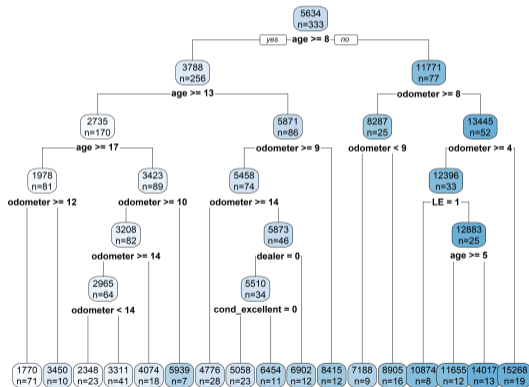 5634
n=333
yes age >= 8 no
3788
n=256
11771
n=77
age >= 13
odometer >= 8
2735
n=170
5871
n=86
8287
n=25
13445
n=52
age >= 17
odometer >= 9
odometer < 9
odometer >= 4
1978
n=81
3423
n=89
5458
n=74
12396
n=33
odometer >= 12
odometer >= 10
odometer >= 14
LE = 1
3208
n=82
5873
n=46
12883
n=25
odometer >= 14
dealer = 0
age >= 5
2965
n=64
5510
n=34
odometer < 14
cond_excellent = 0
1770
n=71
3450
n=10
2348
n=23
3311
n=41
4074
n=18
5939
n=7
4776
n=28
5058
n=23
6454
n=11
6902
n=12
8415
n=12
7188
n=9
8905
n=16
10874
n=8
11655
n=12
14017
n=13
15268
n=19